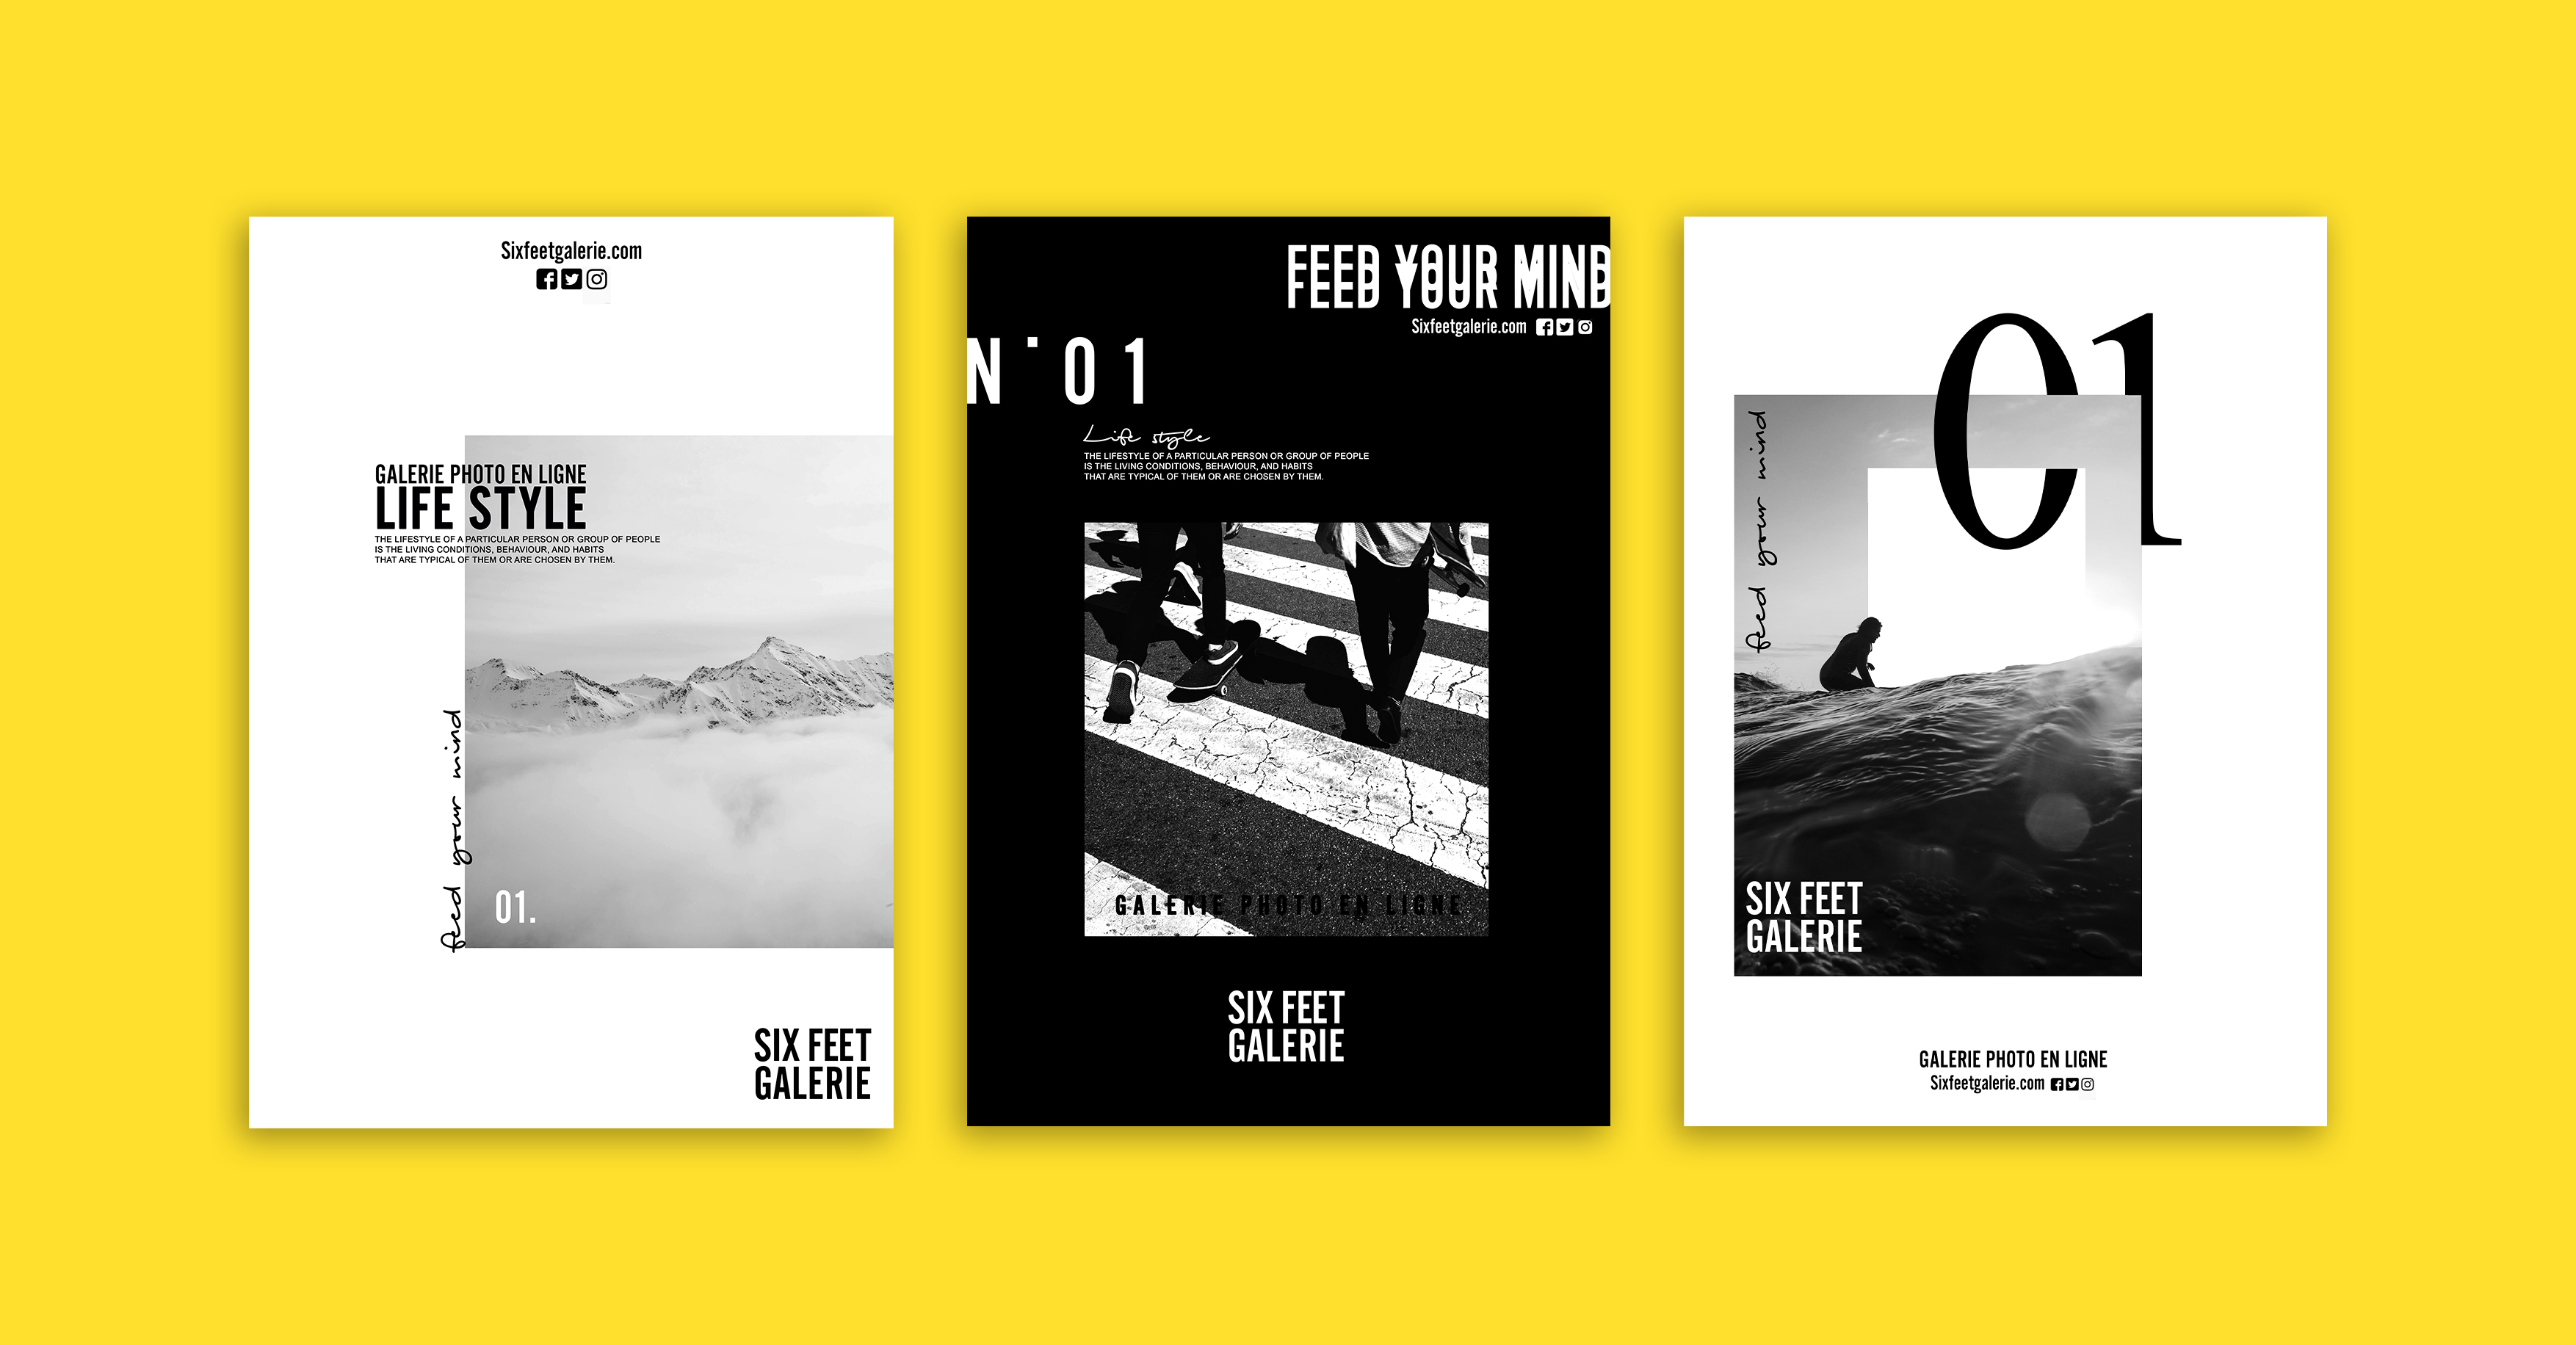 Sixfeetgalerie.com
GALERIE PHOTO EN LIGNE
LIFE STYLE
THE LIFESTYLE OF A PARTICULAR PERSON OR GROUP OF PEOPLE
IS THE LIVING CONDITIONS, BEHAVIOUR, AND HABITS
THAT ARE TYPICAL OF THEM OR ARE CHOSEN BY THEM.
feed your mind
01.
SIX FEET
GALERIE
FEED YOUR MIND
Sixfeetgalerie.com
N°01
Life style
THE LIFESTYLE OF A PARTICULAR PERSON OR GROUP OF PEOPLE
IS THE LIVING CONDITIONS, BEHAVIOUR, AND HABITS
THAT ARE TYPICAL OF THEM OR ARE CHOSEN BY THEM.
GALERIE PHOTO EN LIGNE
SIX FEET
GALERIE
01
feed your mind
SIX FEET
GALERIE
GALERIE PHOTO EN LIGNE
Sixfeetgalerie.com